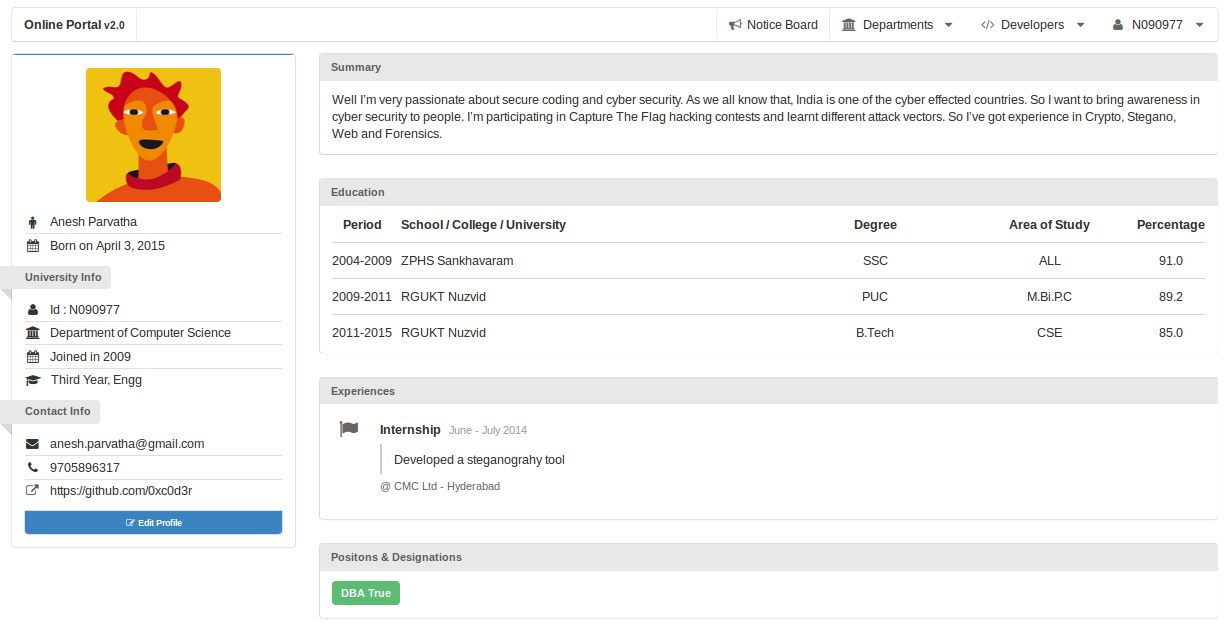 Online Portal v2.0
Notice Board
Departments
Developers
N090977
Anesh Parvatha
Born on April 3, 2015
University Info
Id : N090977
Department of Computer Science
Joined in 2009
Third Year, Engg
Contact Info
anesh.parvatha@gmail.com
9705896317
https://github.com/0xc0d3r
Edit Profile
Summary
Well I'm very passionate about secure coding and cyber security. As we all know that, India is one of the cyber effected countries. So I want to bring awareness in
cyber security to people. I'm participating in Capture The Flag hacking contests and learnt different attack vectors. So I've got experience in Crypto, Stegano,
Web and Forensics.
Education
Period School / College / University Degree Area of Study Percentage
2004-2009 ZPHS Sankhavaram SSC ALL 91.0
2009-2011 RGUKT Nuzvid PUC M.Bi.P.C 89.2
2011-2015 RGUKT Nuzvid B.Tech CSE 85.0
Experiences
Internship June - July 2014
Developed a steganograhy tool
@ CMC Ltd - Hyderabad
Positons & Designations
DBA True